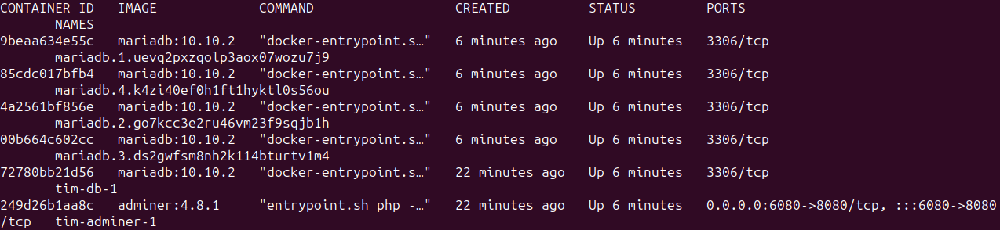 CONTAINER ID   IMAGE             COMMAND                  CREATED          STATUS         PORTS
       NAMES
9beaa634e55c   mariadb:10.10.2   "docker-entrypoint.s…"   6 minutes ago    Up 6 minutes   3306/tcp
       mariadb.1.uevq2pxzqolp3aox07wozu7j9
85cdc017bfb4   mariadb:10.10.2   "docker-entrypoint.s…"   6 minutes ago    Up 6 minutes   3306/tcp
       mariadb.4.k4zi40ef0h1ft1hyktl0s56ou
4a2561bf856e   mariadb:10.10.2   "docker-entrypoint.s…"   6 minutes ago    Up 6 minutes   3306/tcp
       mariadb.2.go7kcc3e2ru46vm23f9sqjb1h
00b664c602cc   mariadb:10.10.2   "docker-entrypoint.s…"   6 minutes ago    Up 6 minutes   3306/tcp
       mariadb.3.ds2gwfsm8nh2k114bturtv1m4
72780bb21d56   mariadb:10.10.2   "docker-entrypoint.s…"   22 minutes ago   Up 6 minutes   3306/tcp
       tim-db-1
249d26b1aa8c   adminer:4.8.1     "entrypoint.sh php -…"   22 minutes ago   Up 6 minutes   0.0.0.0:6080->8080/tcp, :::6080->8080
/tcp   tim-adminer-1